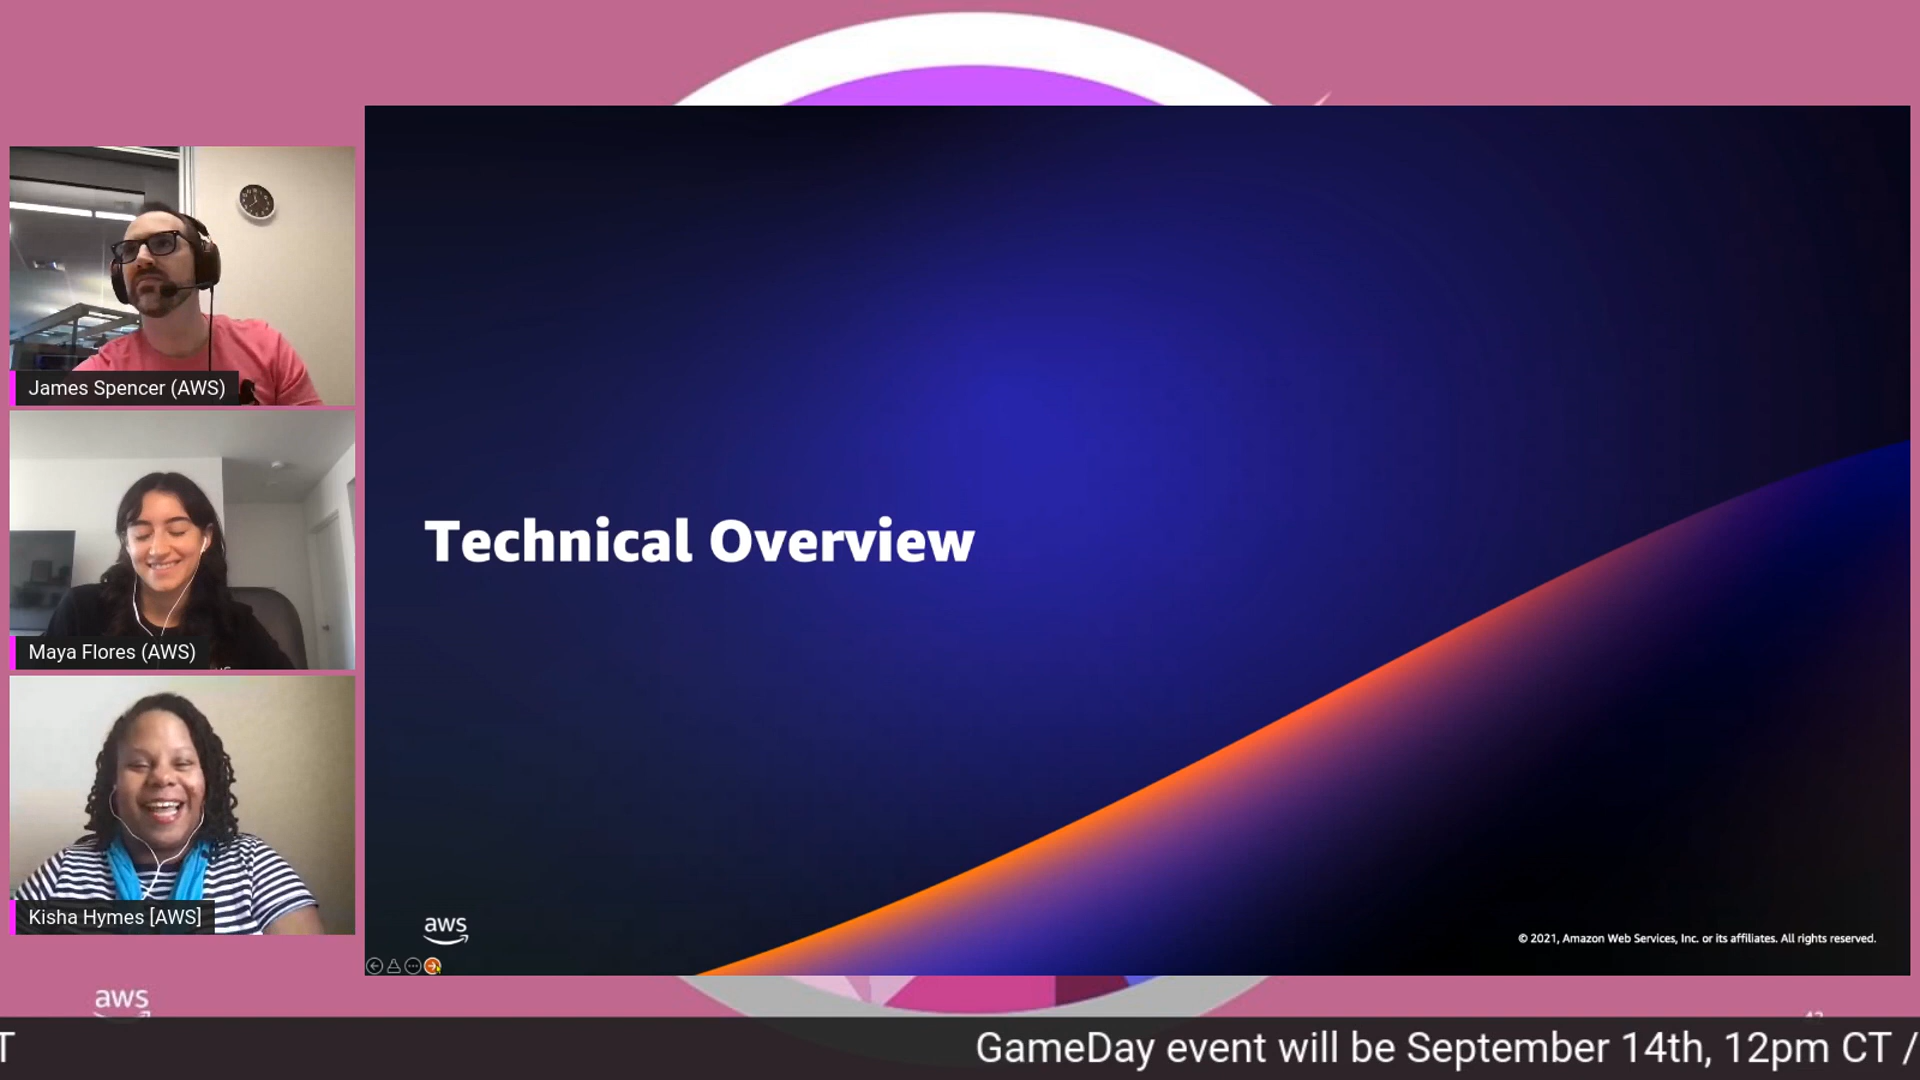 James Spencer (AWS)
Maya Flores (AWS)
Kisha Hymes [AWS]
Technical Overview
aws
© 2021, Amazon Web Services, Inc. or its affiliates. All rights reserved.
aws
T
GameDay event will be September 14th, 12pm CT /